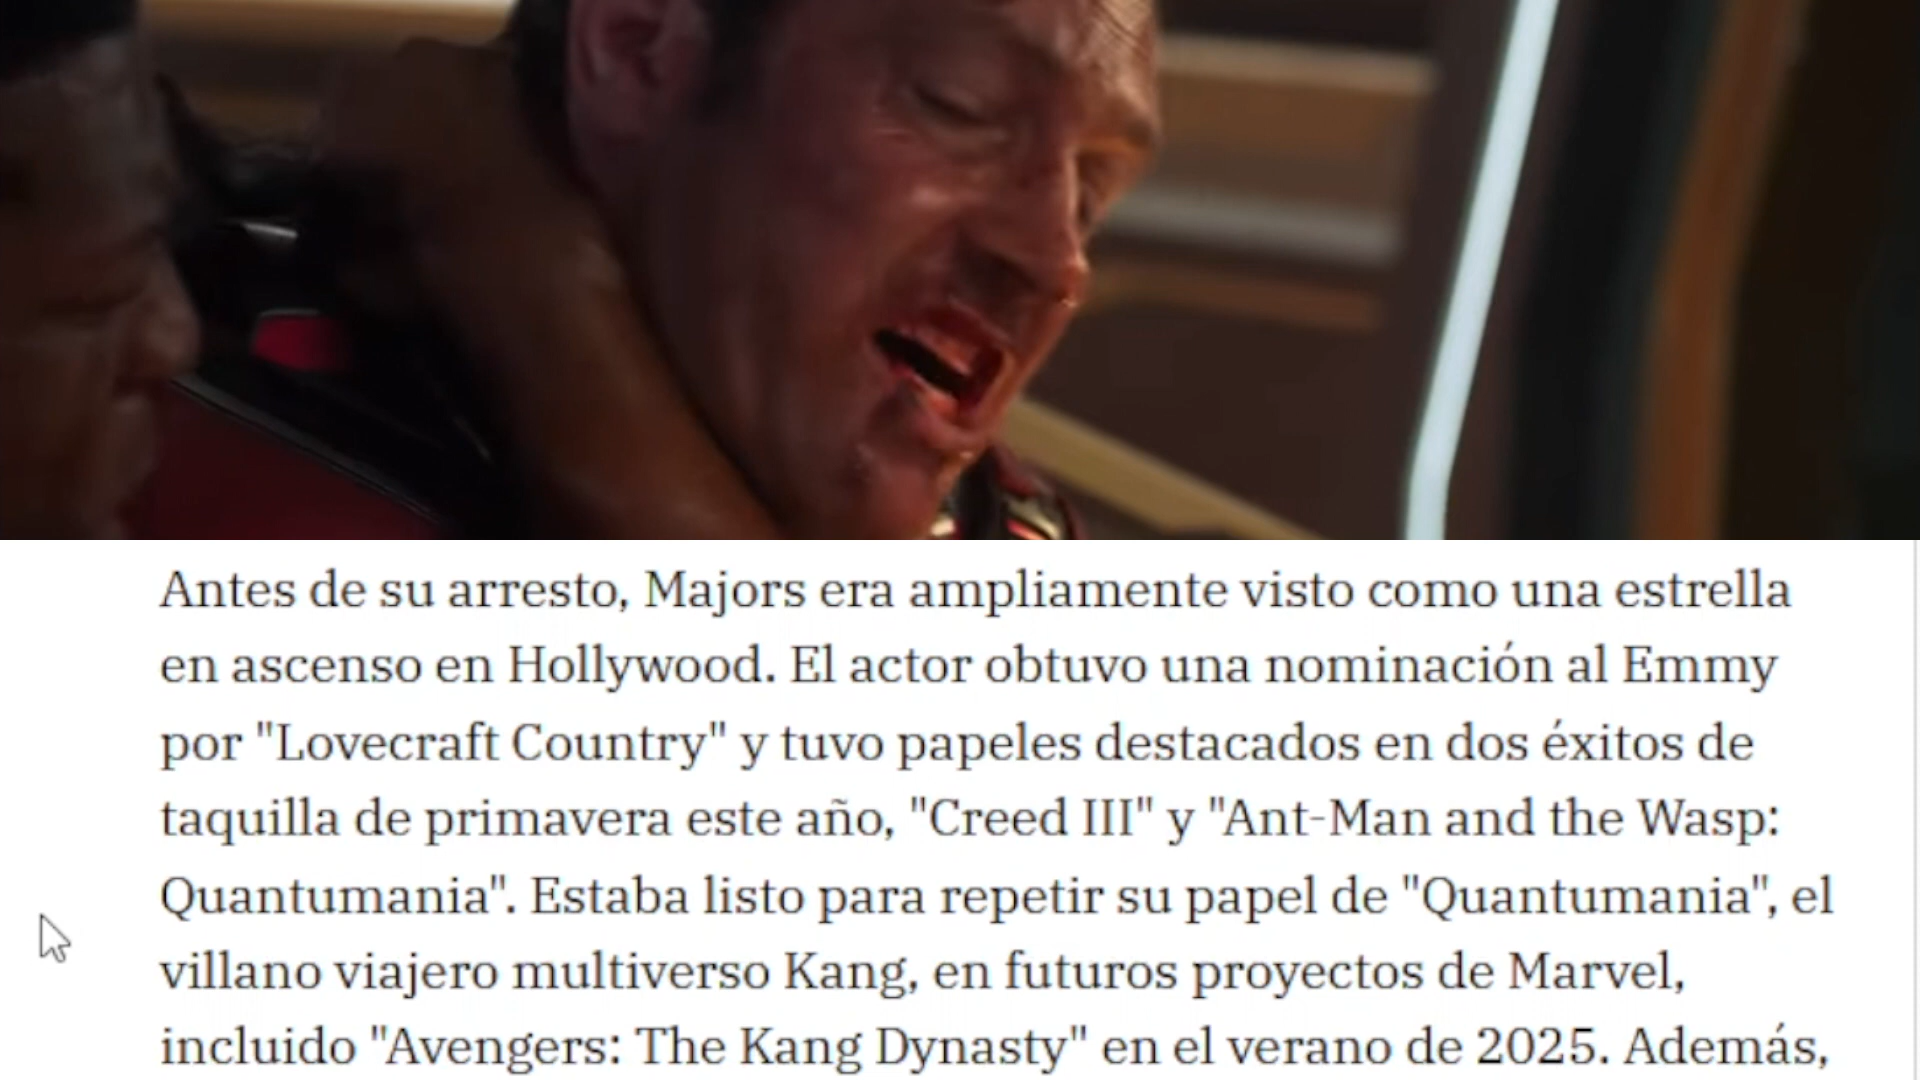 Antes de su arresto, Majors era ampliamente visto como una estrella
en ascenso en Hollywood. El actor obtuvo una nominación al Emmy
por "Lovecraft Country" y tuvo papeles destacados en dos éxitos de
taquilla de primavera este año, "Creed III" y "Ant-Man and the Wasp:
Quantumania". Estaba listo para repetir su papel de "Quantumania", el
villano viajero multiverso Kang, en futuros proyectos de Marvel,
incluido "Avengers: The Kang Dynasty" en el verano de 2025. Además,